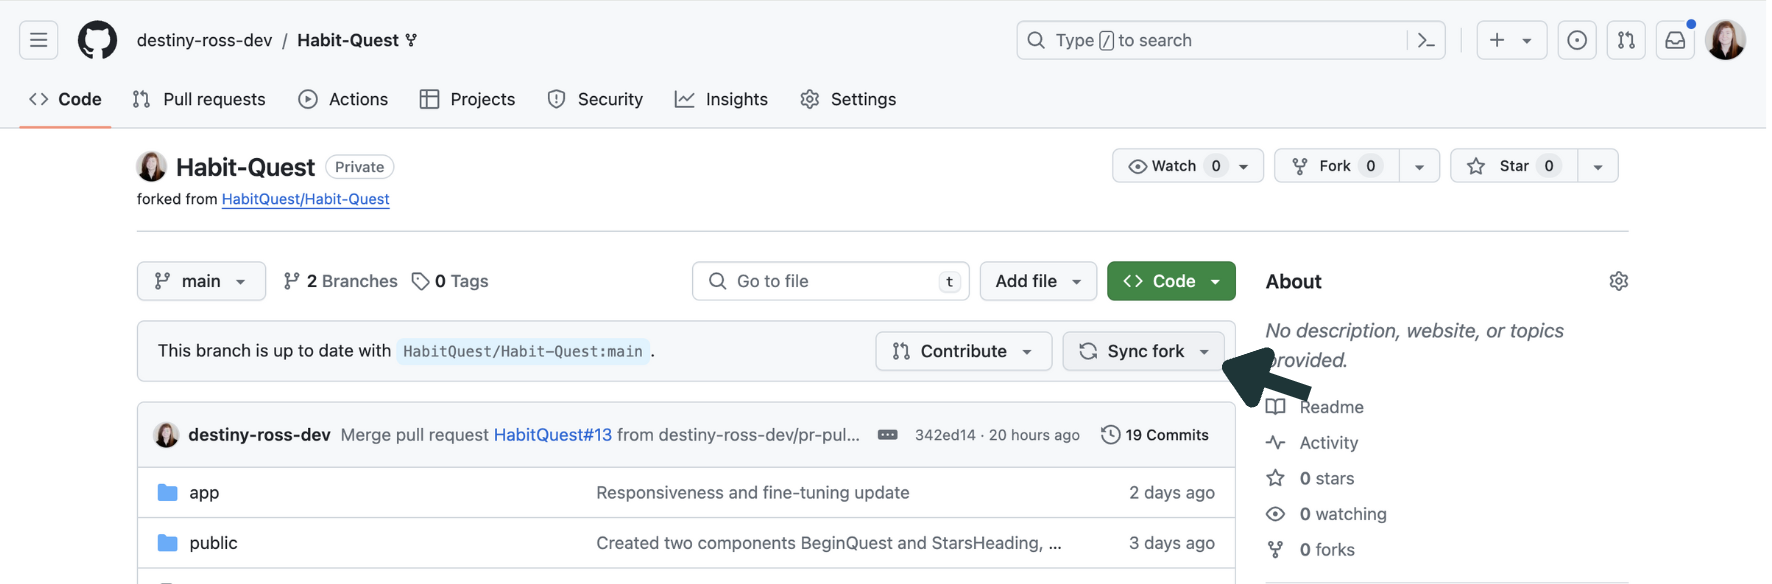 destiny-ross-dev / Habit-Quest
Type / to search
Code Pull requests Actions Projects Security Insights Settings
Habit-Quest Private
Watch 0 Fork 0 Star 0
forked from HabitQuest/Habit-Quest
main 2 Branches 0 Tags Go to file t Add file Code
About
This branch is up to date with HabitQuest/Habit-Quest:main. Contribute Sync fork
No description, website, or topics
provided.
destiny-ross-dev Merge pull request HabitQuest#13 from destiny-ross-dev/pr-pul... 342ed14 · 20 hours ago 19 Commits
app Responsiveness and fine-tuning update 2 days ago
public Created two components BeginQuest and StarsHeading, ... 3 days ago
Readme
Activity
0 stars
0 watching
0 forks